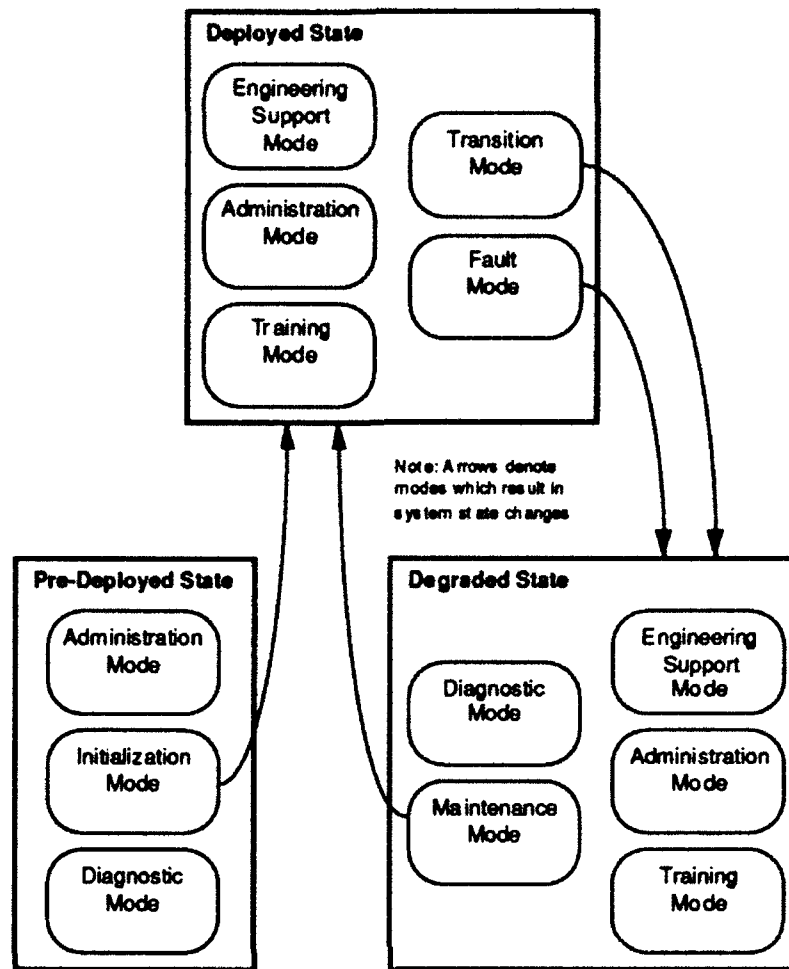 Deployed State
Engineering
Support
Mode
Administration
Mode
Training
Mode
Transition
Mode
Fault
Mode
Note: Arrows denote
modes which result in
system state changes
Pre-Deployed State
Administration
Mode
Initialization
Mode
Diagnostic
Mode
Degraded State
Diagnostic
Mode
Maintenance
Mode
Engineering
Support
Mode
Administration
Mode
Training
Mode